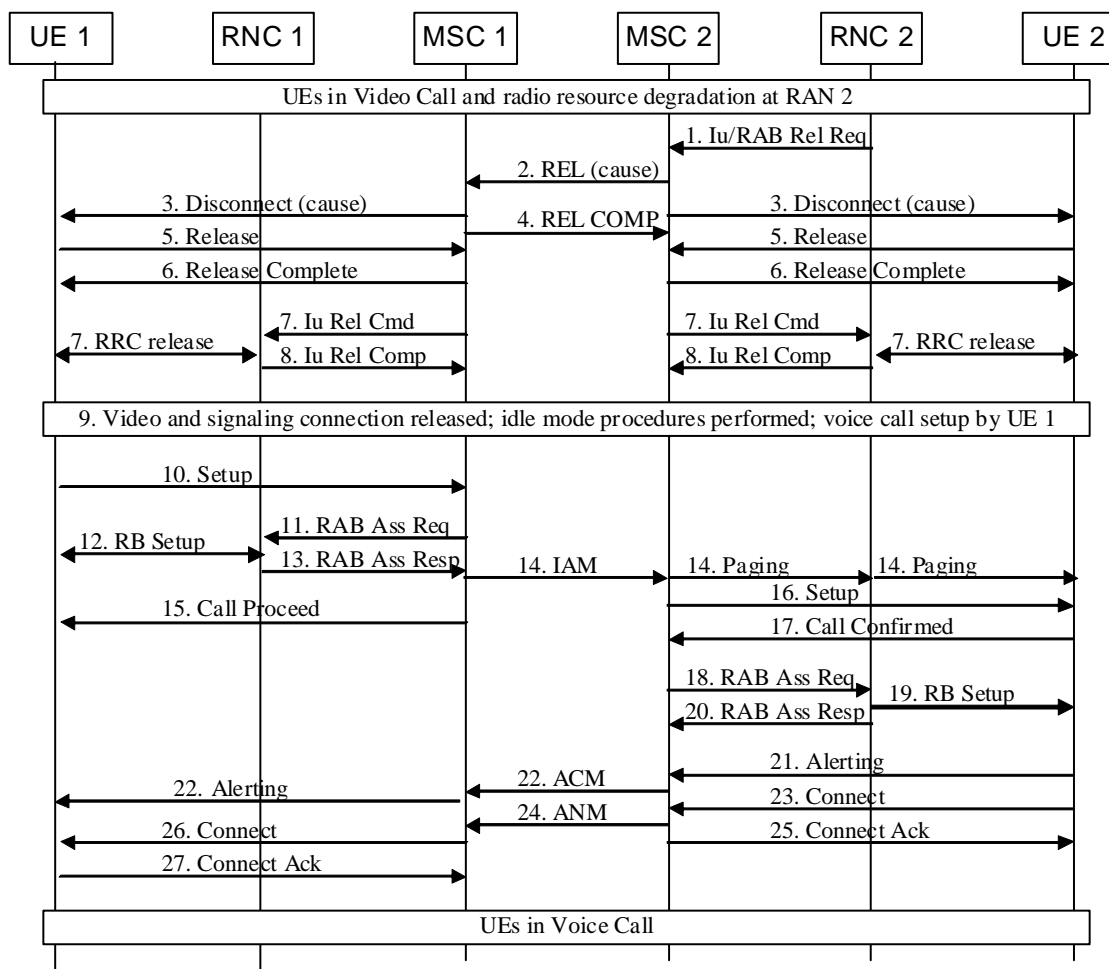 UE 1
RNC 1
MSC 1
MSC 2
RNC 2
UE 2
UEs in Video Call and radio resource degradation at RAN 2
1. Iu/RAB Rel Req
2. REL (cause)
3. Disconnect (cause)
4. REL COMP
3. Disconnect (cause)
5. Release
5. Release
6. Release Complete
6. Release Complete
7. Iu Rel Cmd
7. Iu Rel Cmd
7. RRC release
8. Iu Rel Comp
8. Iu Rel Comp
7. RRC release
9. Video and signaling connection released; idle mode procedures performed; voice call setup by UE 1
10. Setup
11. RAB Ass Req
12. RB Setup
13. RAB Ass Resp
14. IAM
14. Paging
14. Paging
15. Call Proceed
16. Setup
17. Call Confirmed
18. RAB Ass Req
19. RB Setup
20. RAB Ass Resp
21. Alerting
22. Alerting
22. ACM
23. Connect
24. ANM
26. Connect
25. Connect Ack
27. Connect Ack
UEs in Voice Call